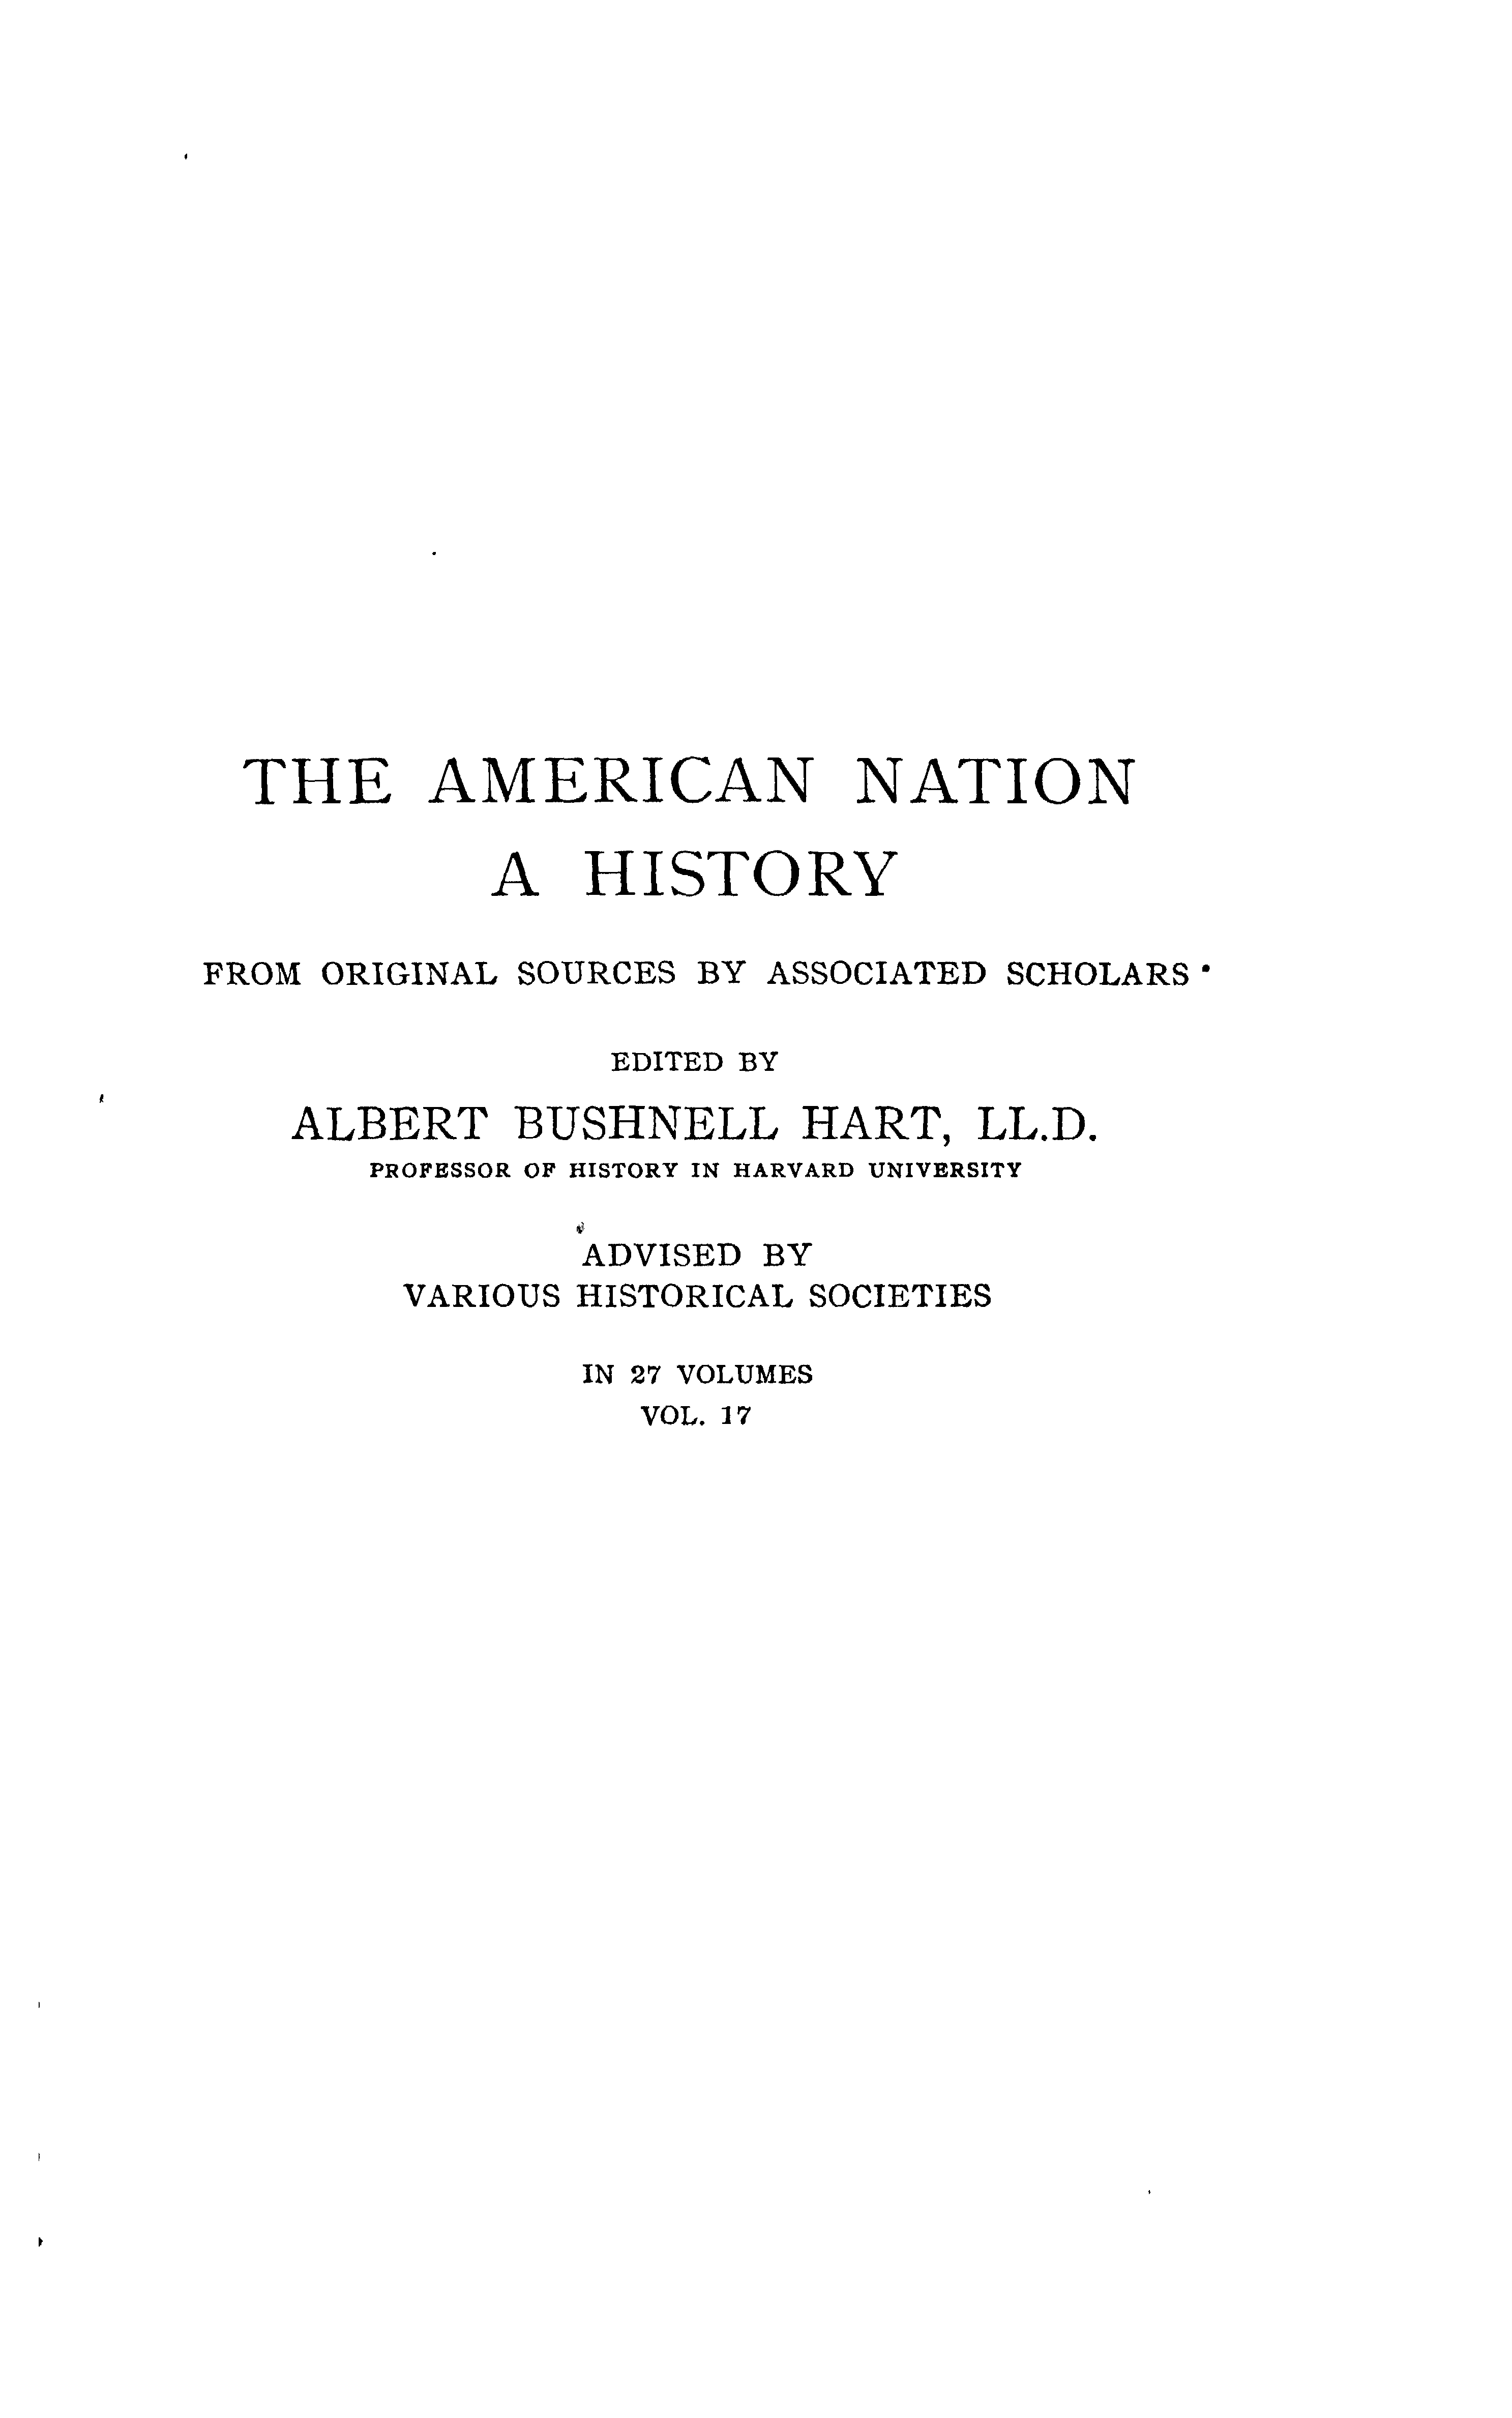 THE AMERICAN NATION
A HISTORY
FROM ORIGINAL SOURCES BY ASSOCIATED SCHOLARS
EDITED BY
ALBERT BUSHNELL HART, LL.D.
PROFESSOR OF HISTORY IN HARVARD UNIVERSITY
ADVISED BY
VARIOUS HISTORICAL SOCIETIES
IN 27 VOLUMES
VOL. 17